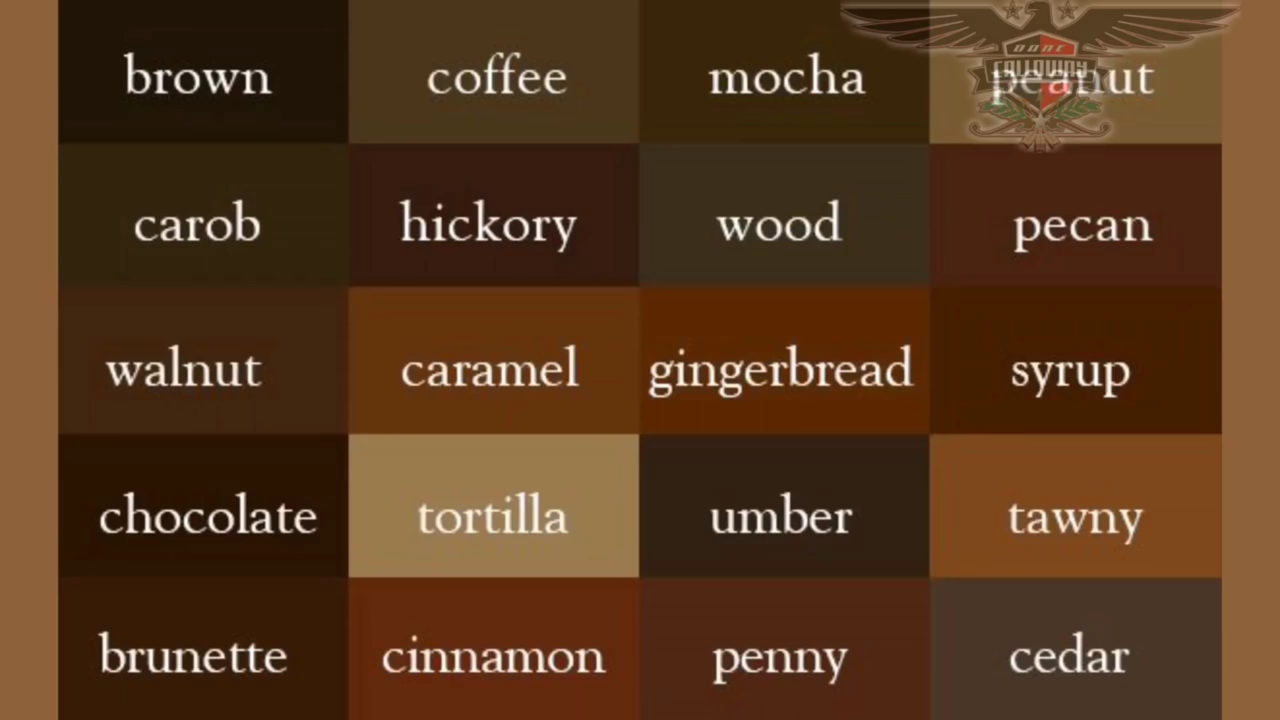 brown coffee mocha peanut
carob hickory wood pecan
walnut caramel gingerbread syrup
chocolate tortilla umber tawny
brunette cinnamon penny cedar